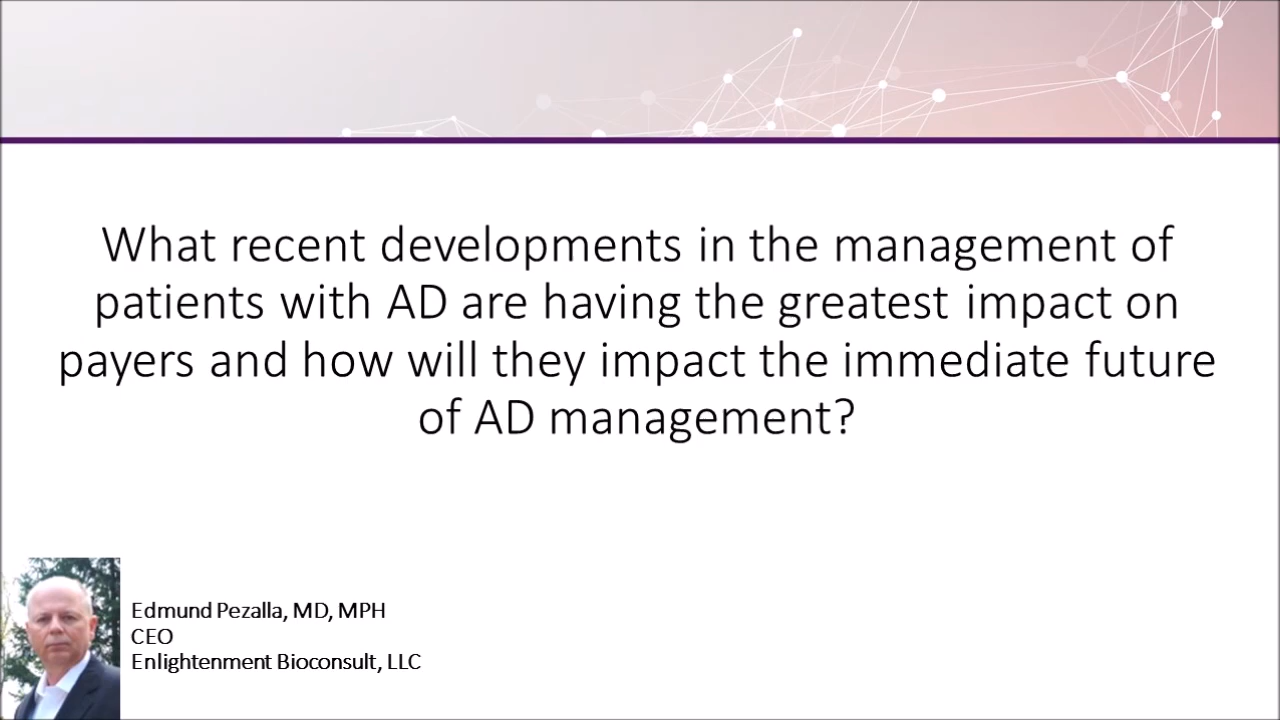 What recent developments in the management of
patients with AD are having the greatest impact on
payers and how will they impact the immediate future
of AD management?
Edmund Pezalla, MD, MPH
CEO
Enlightenment Bioconsult, LLC